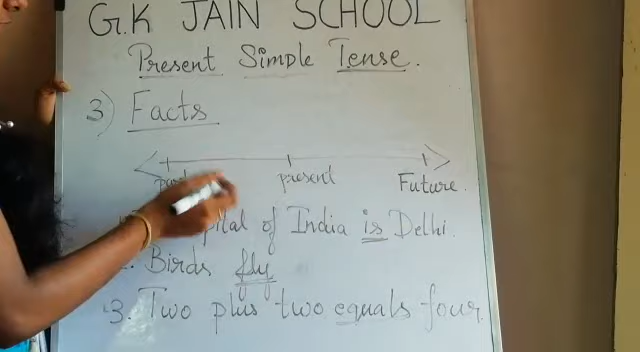 G.K JAIN SCHOOL
Present Simple Tense.
3) Facts
present Future.
of India is Delhi.
Birds fly
3. Two plus two equals four.